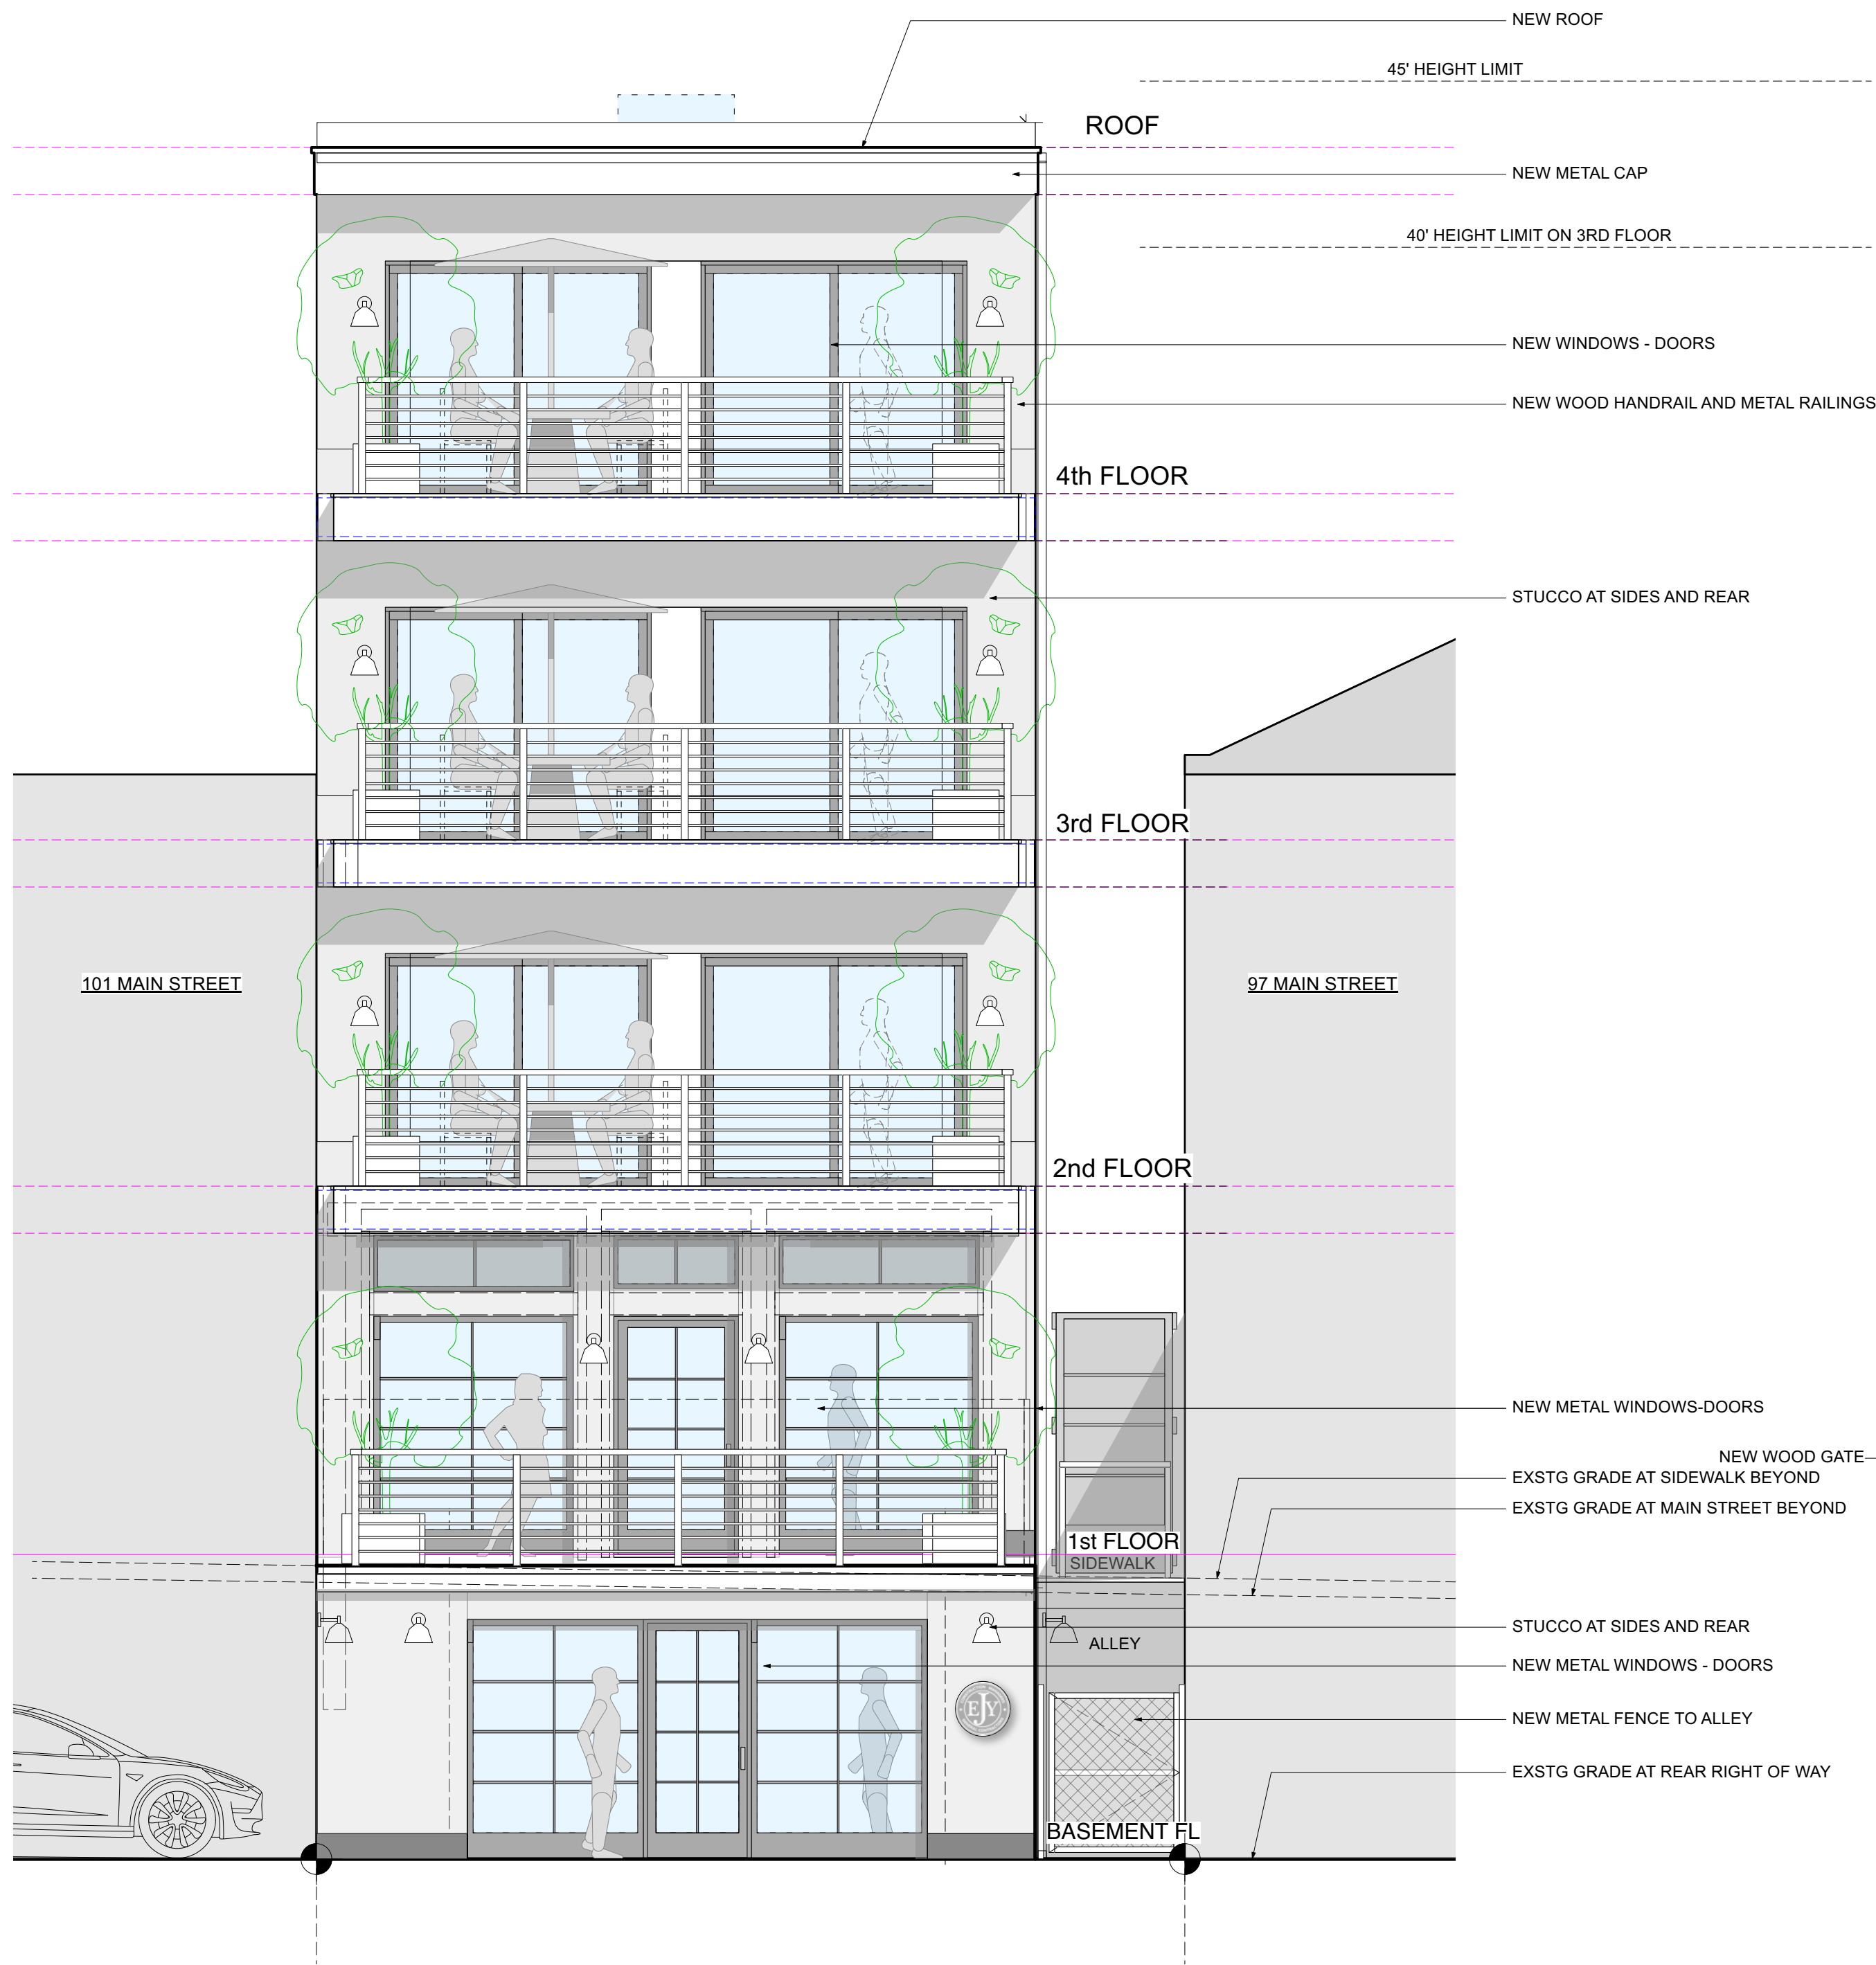 NEW ROOF
45' HEIGHT LIMIT
ROOF
NEW METAL CAP
40' HEIGHT LIMIT ON 3RD FLOOR
NEW WINDOWS - DOORS
NEW WOOD HANDRAIL AND METAL RAILINGS
4th FLOOR
STUCCO AT SIDES AND REAR
3rd FLOOR
101 MAIN STREET
97 MAIN STREET
2nd FLOOR
NEW METAL WINDOWS-DOORS
NEW WOOD GATE
EXSTG GRADE AT SIDEWALK BEYOND
EXSTG GRADE AT MAIN STREET BEYOND
1st FLOOR
SIDEWALK
STUCCO AT SIDES AND REAR
ALLEY
NEW METAL WINDOWS - DOORS
EJY
NEW METAL FENCE TO ALLEY
EXSTG GRADE AT REAR RIGHT OF WAY
BASEMENT FL